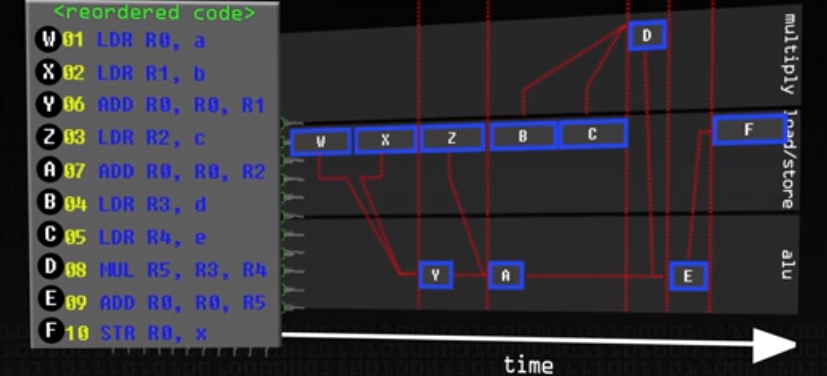 <reordered code>
W 01 LDR R0, a
X 02 LDR R1, b
Y 06 ADD R0, R0, R1
Z 03 LDR R2, c
A 07 ADD R0, R0, R2
B 04 LDR R3, d
C 05 LDR R4, e
D 08 MUL R5, R3, R4
E 09 ADD R0, R0, R5
F 10 STR R0, x
D
multiply
W X Z B C F
load/store
Y A E
alu
time